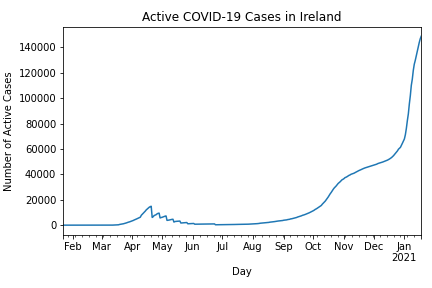 Active COVID-19 Cases in Ireland
Number of Active Cases
140000
120000
100000
80000
60000
40000
20000
0
Feb Mar Apr May Jun Jul Aug Sep Oct Nov Dec Jan
2021
Day